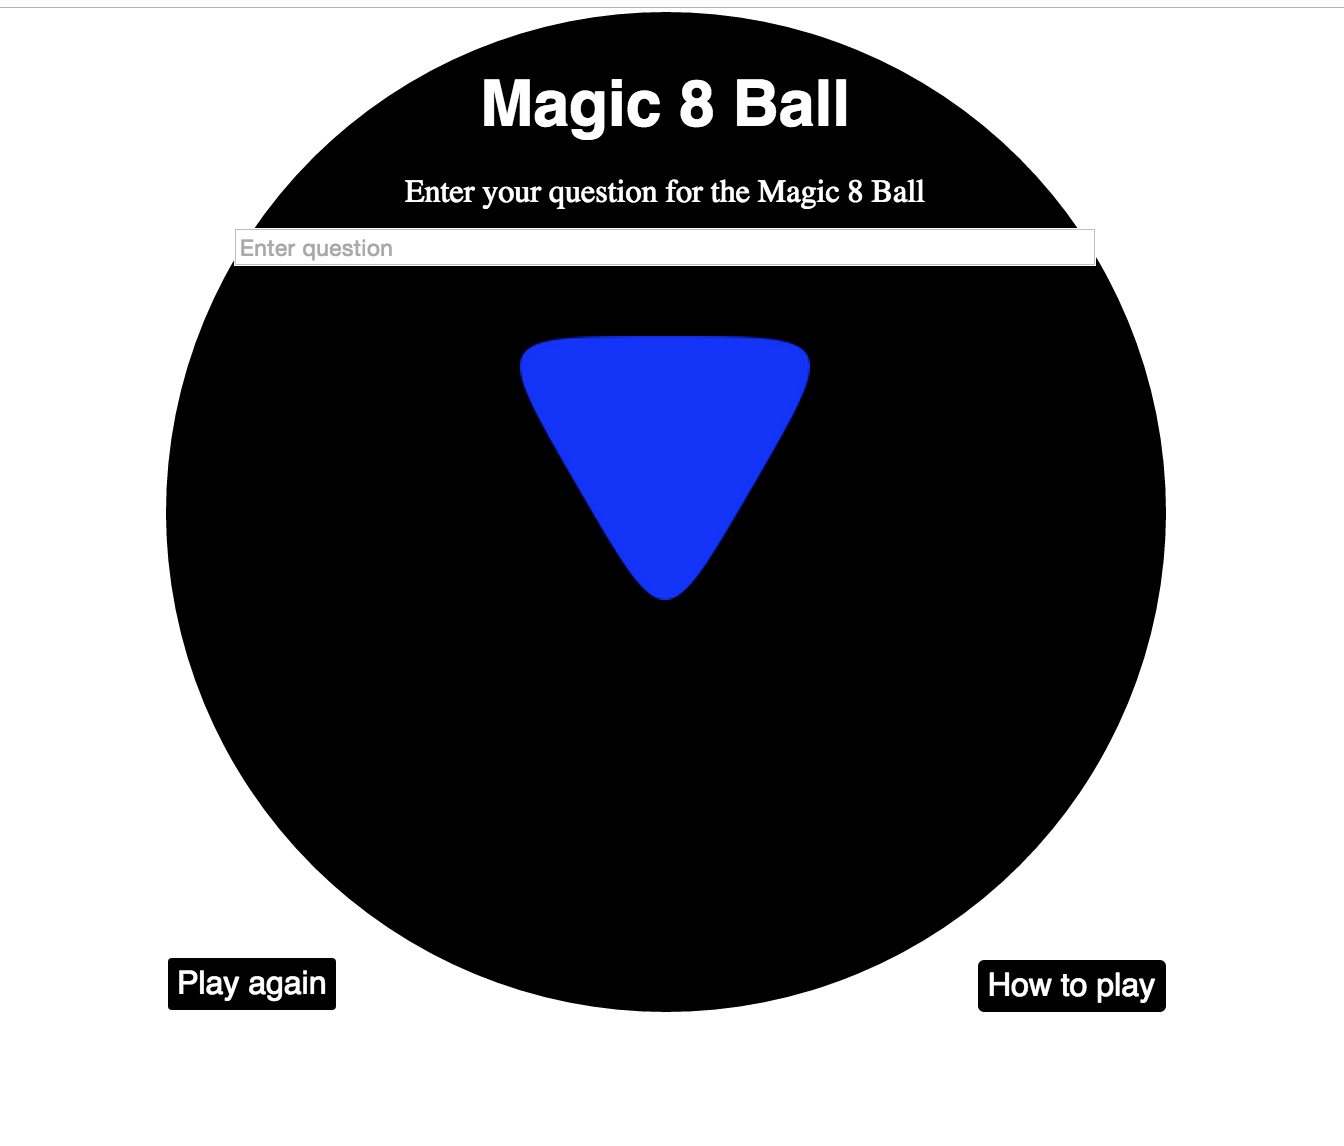 Magic 8 Ball
Enter your question for the Magic 8 Ball
Enter question
Play again
How to play